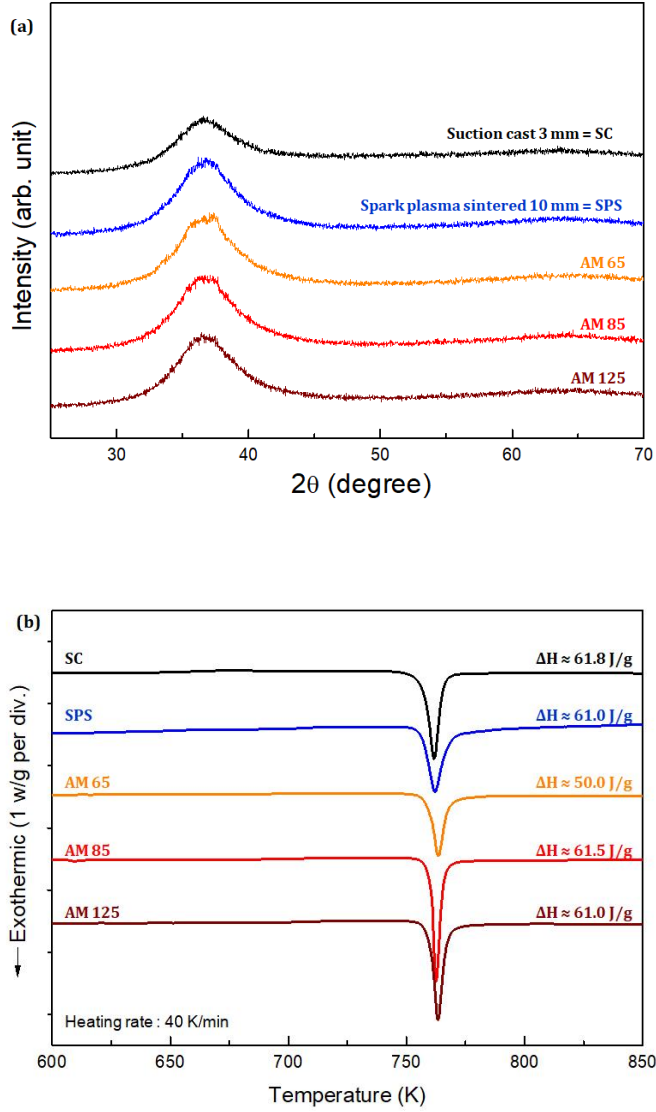 (a)
Suction cast 3 mm = SC
Spark plasma sintered 10 mm = SPS
AM 65
AM 85
AM 125
Intensity (arb. unit)
30 40 50 60 70
2θ (degree)
(b)
SC ΔH ≈ 61.8 J/g
SPS ΔH ≈ 61.0 J/g
AM 65 ΔH ≈ 50.0 J/g
AM 85 ΔH ≈ 61.5 J/g
AM 125 ΔH ≈ 61.0 J/g
Exothermic (1 w/g per div.)
Heating rate : 40 K/min
600 650 700 750 800 850
Temperature (K)